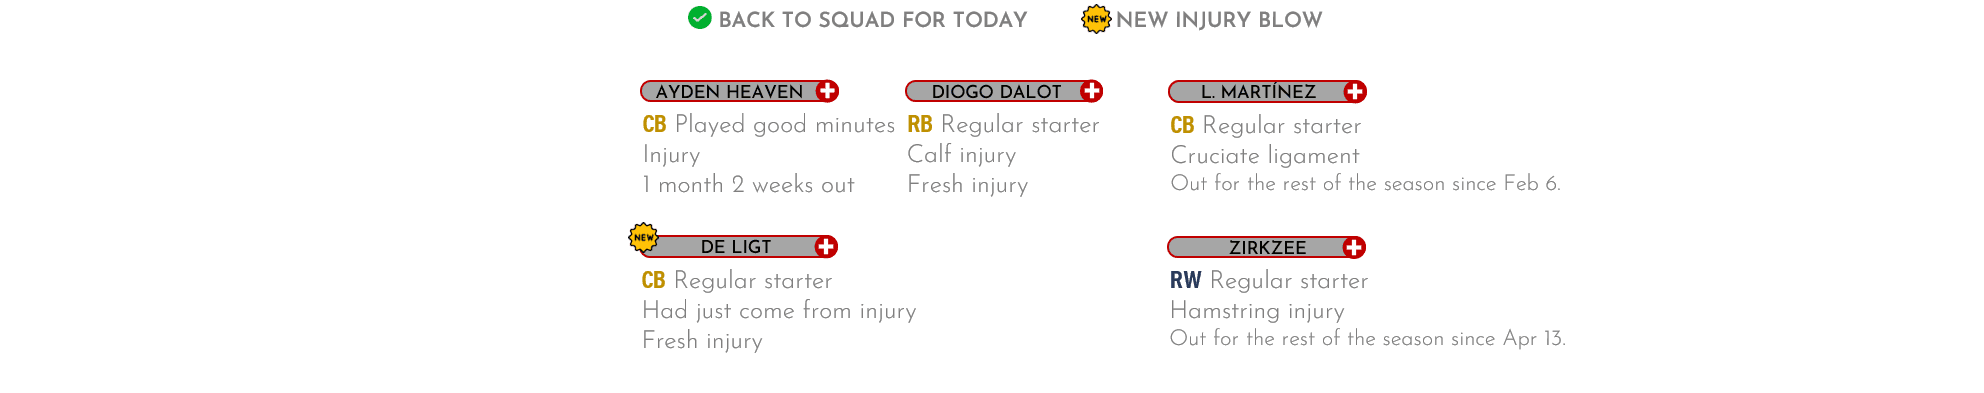 BACK TO SQUAD FOR TODAY
NEW NEW INJURY BLOW
AYDEN HEAVEN
CB Played good minutes
Injury
1 month 2 weeks out
DIOGO DALOT
RB Regular starter
Calf injury
Fresh injury
L. MARTÍNEZ
CB Regular starter
Cruciate ligament
Out for the rest of the season since Feb 6.
NEW
DE LIGT
CB Regular starter
Had just come from injury
Fresh injury
ZIRKZEE
RW Regular starter
Hamstring injury
Out for the rest of the season since Apr 13.